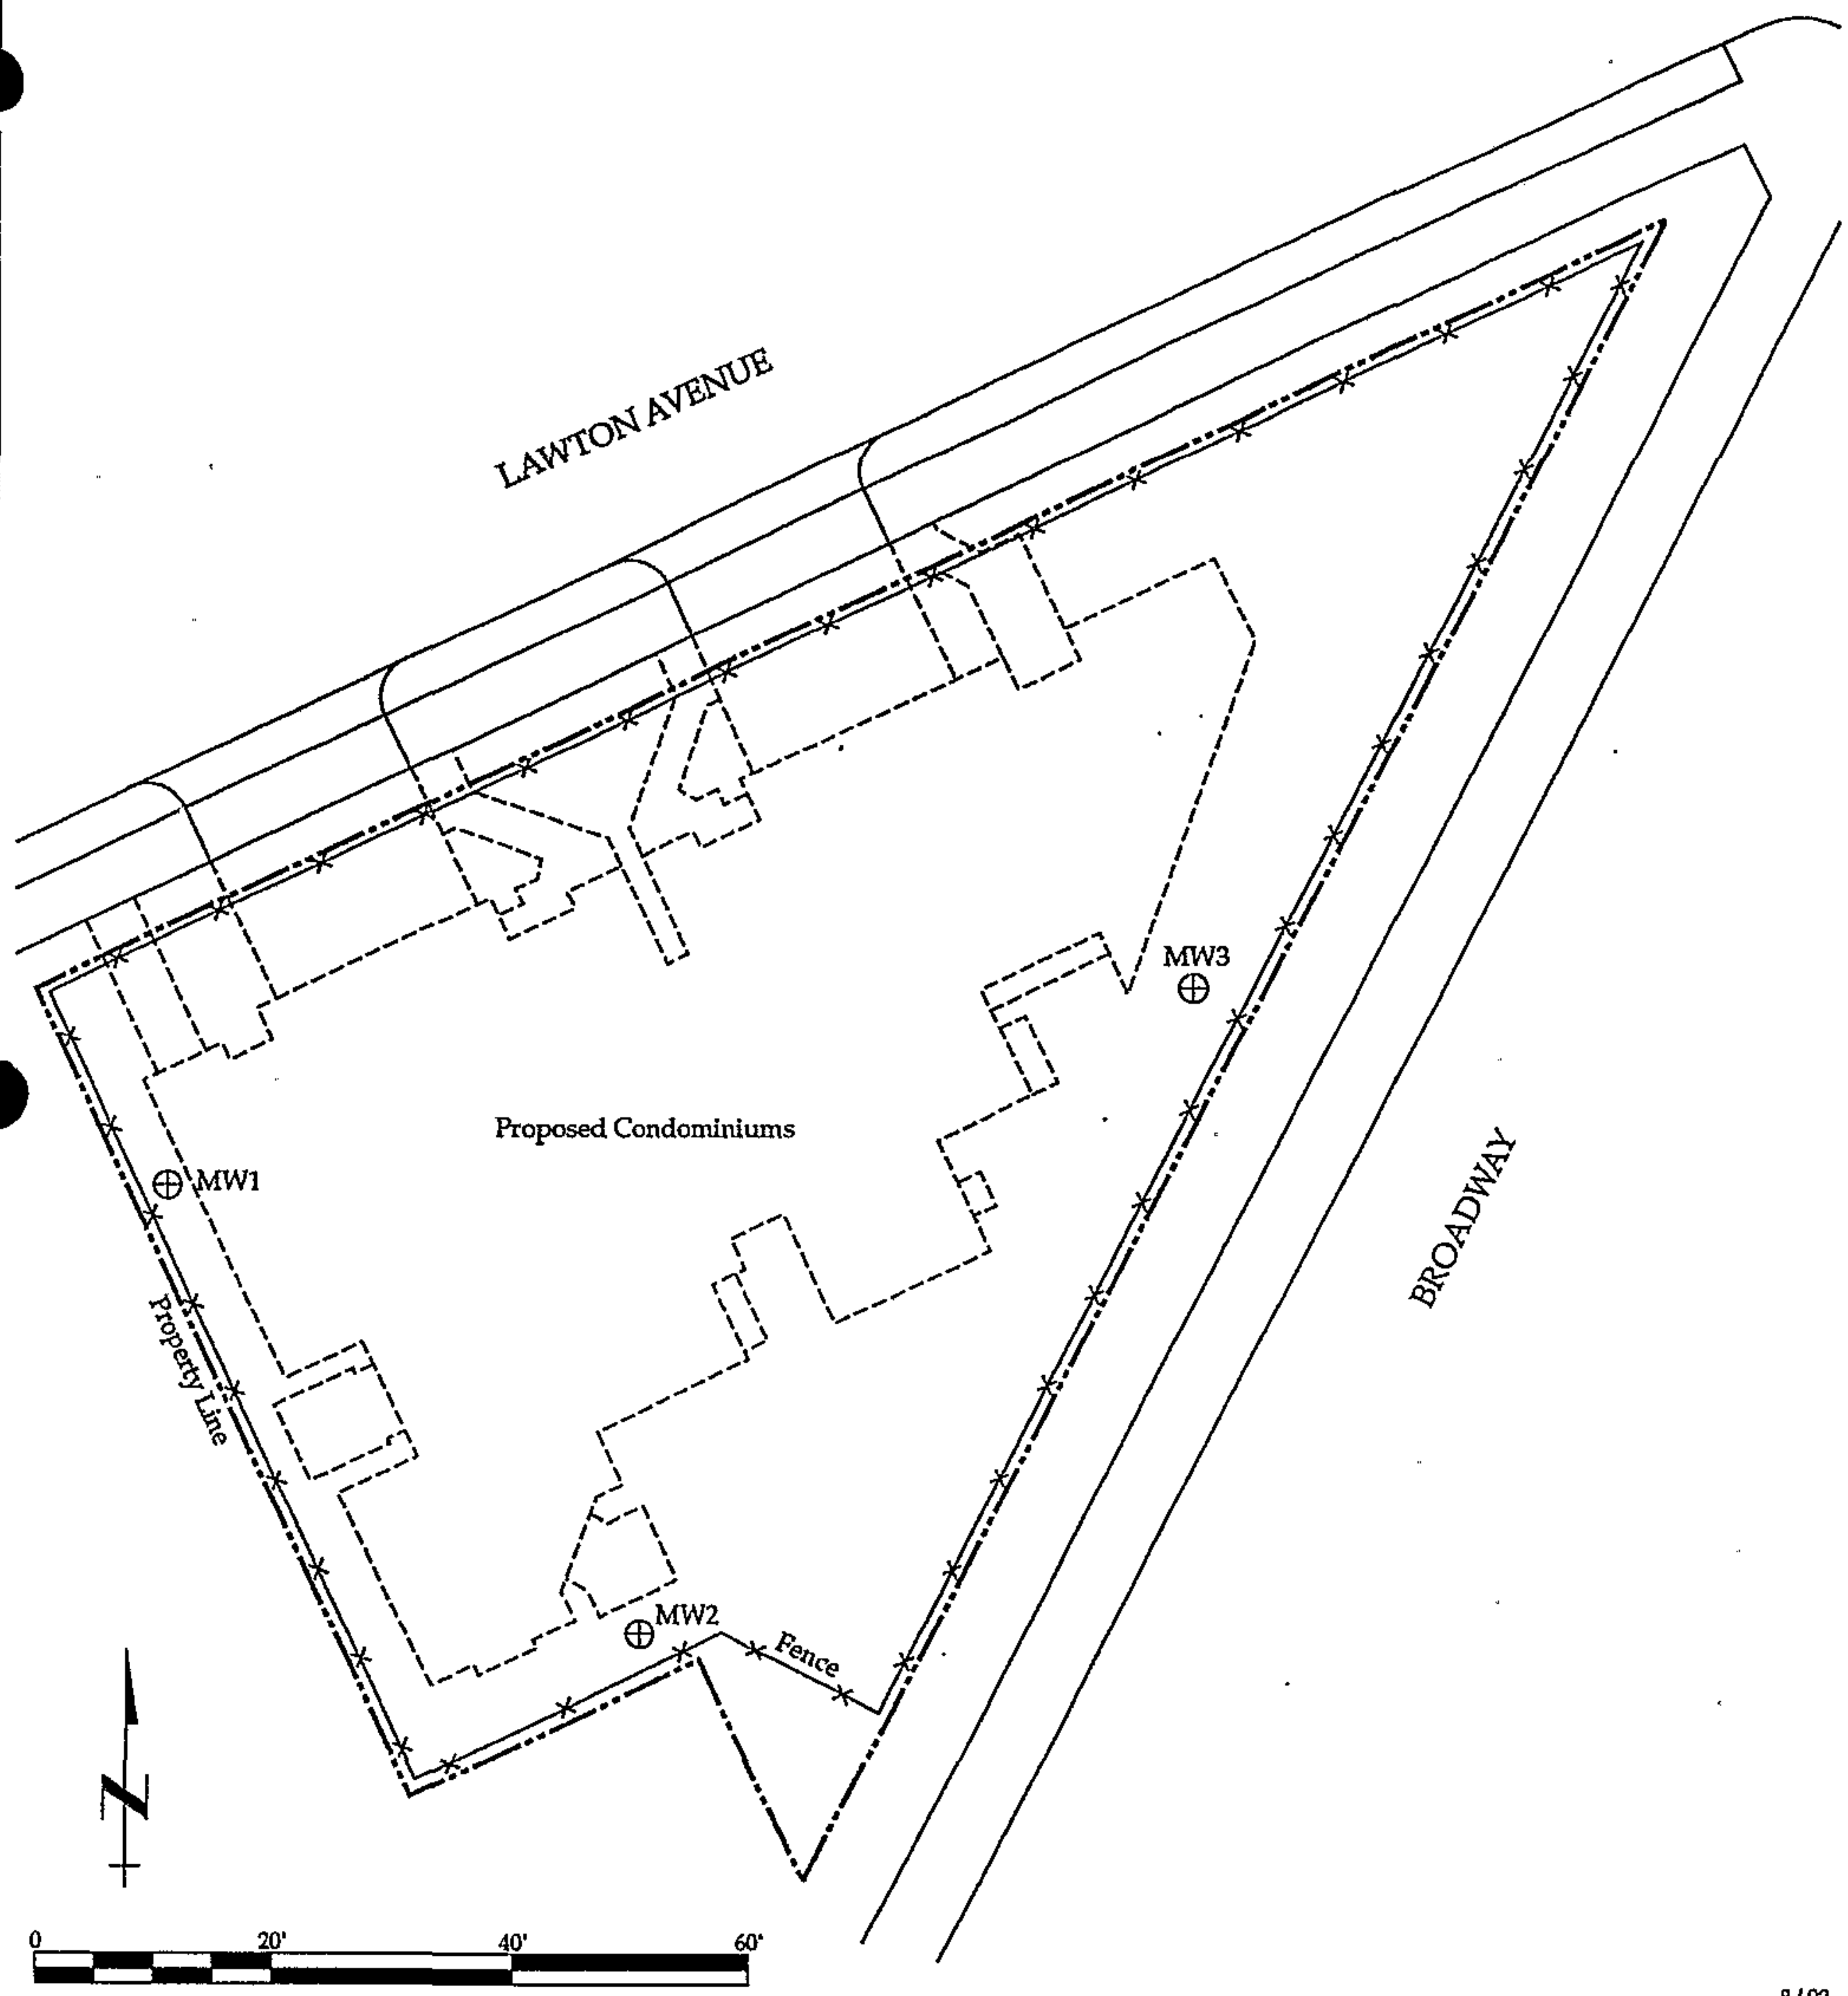 LAWTON AVENUE
MW3
Proposed Condominiums
MW1
BROADWAY
Property Line
MW2
Fence
N
0 20' 40' 60'